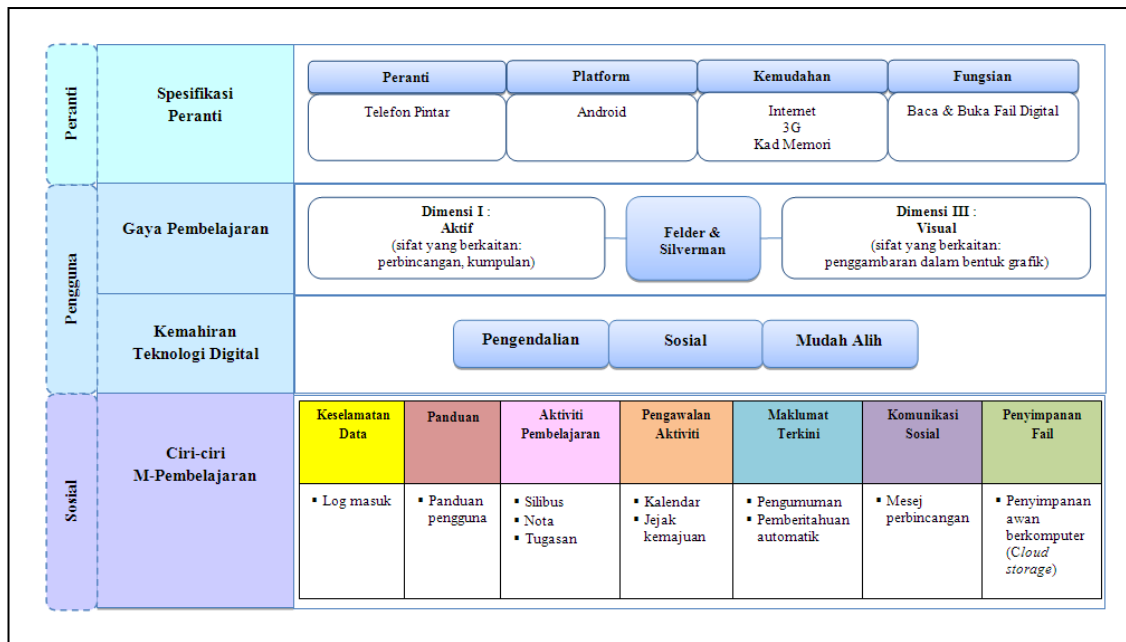 Peranti
Spesifikasi
Peranti
Peranti
Platform
Kemudahan
Fungsian
Telefon Pintar
Android
Internet
3G
Kad Memori
Baca & Buka Fail Digital
Pengguna
Gaya Pembelajaran
Dimensi I :
Aktif
(sifat yang berkaitan:
perbincangan, kumpulan)
Felder &
Silverman
Dimensi III :
Visual
(sifat yang berkaitan:
penggambaran dalam bentuk grafik)
Kemahiran
Teknologi Digital
Pengendalian
Sosial
Mudah Alih
Sosial
Ciri-ciri
M-Pembelajaran
Keselamatan
Data
Panduan
Aktiviti
Pembelajaran
Pengawalan
Aktiviti
Maklumat
Terkini
Komunikasi
Sosial
Penyimpanan
Fail
▪ Log masuk
▪ Panduan
pengguna
▪ Silibus
▪ Nota
▪ Tugasan
▪ Kalendar
▪ Jejak
kemajuan
▪ Pengumuman
▪ Pemberitahuan
automatik
▪ Mesej
perbincangan
▪ Penyimpanan
awan
berkomputer
(Cloud
storage)